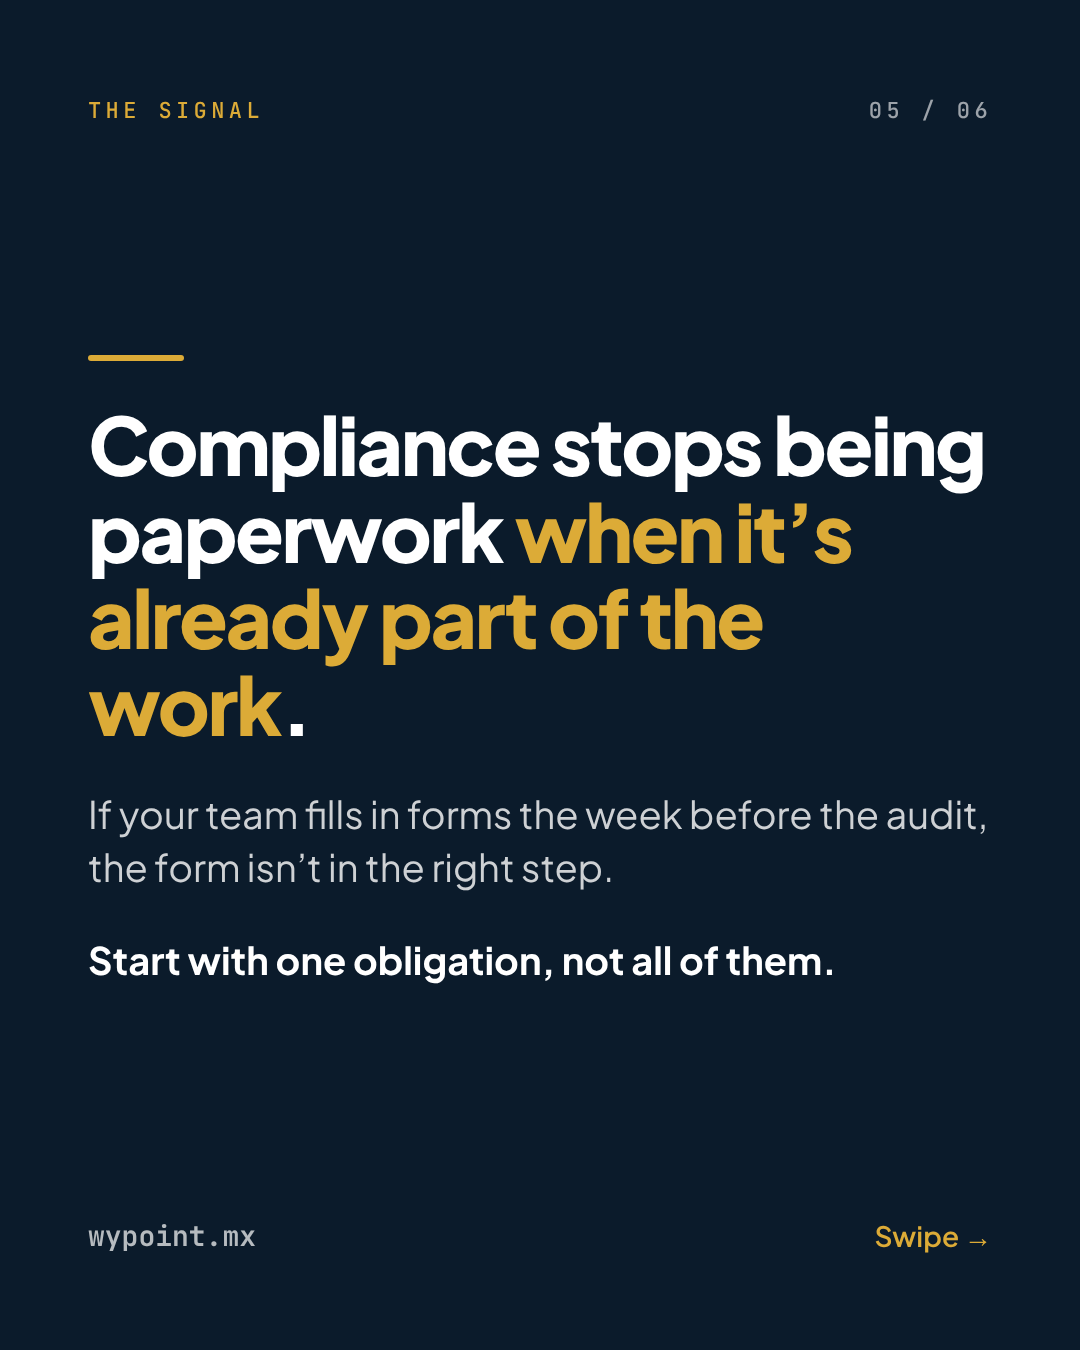 THE SIGNAL
05 / 06
Compliance stops being
paperwork when it’s
already part of the
work.
If your team fills in forms the week before the audit,
the form isn’t in the right step.
Start with one obligation, not all of them.
wypoint.mx
Swipe →